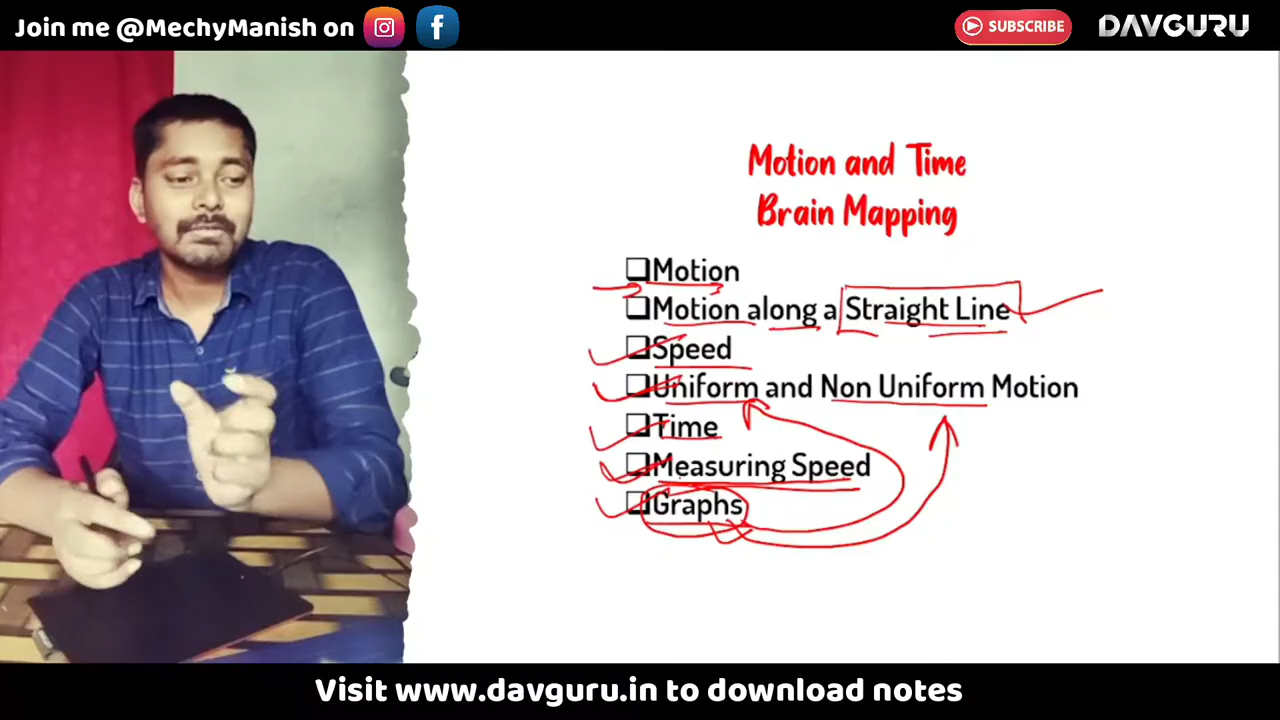 Join me @MechyManish on
SUBSCRIBE
DAVGURU
Motion and Time
Brain Mapping
Motion
Motion along a Straight Line
Speed
Uniform and Non Uniform Motion
Time
Measuring Speed
Graphs
Visit www.davguru.in to download notes